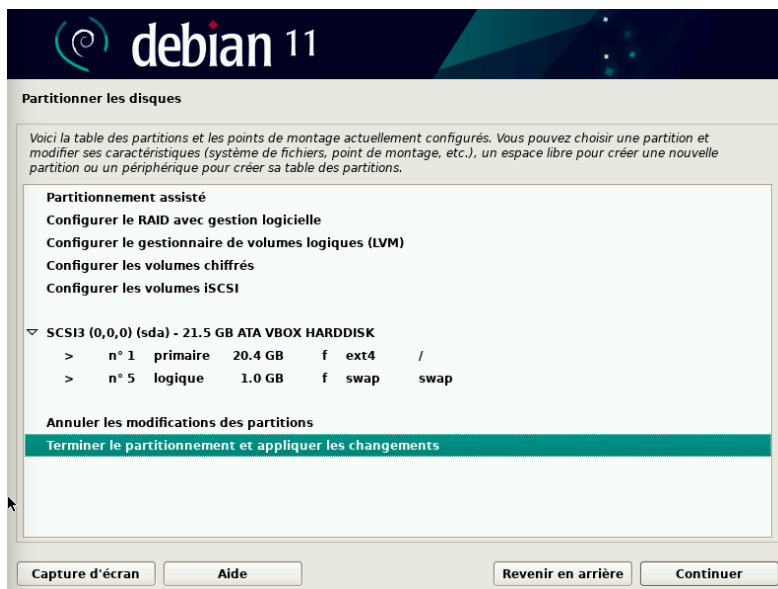 debian 11
Partitionner les disques
Voici la table des partitions et les points de montage actuellement configurés. Vous pouvez choisir une partition et
modifier ses caractéristiques (système de fichiers, point de montage, etc.), un espace libre pour créer une nouvelle
partition ou un périphérique pour créer sa table des partitions.
Partitionnement assisté
Configurer le RAID avec gestion logicielle
Configurer le gestionnaire de volumes logiques (LVM)
Configurer les volumes chiffrés
Configurer les volumes iSCSI
SCSI3 (0,0,0) (sda) - 21.5 GB ATA VBOX HARDDISK
> n° 1 primaire 20.4 GB f ext4 /
> n° 5 logique 1.0 GB f swap swap
Annuler les modifications des partitions
Terminer le partitionnement et appliquer les changements
Capture d'écran Aide Revenir en arrière Continuer